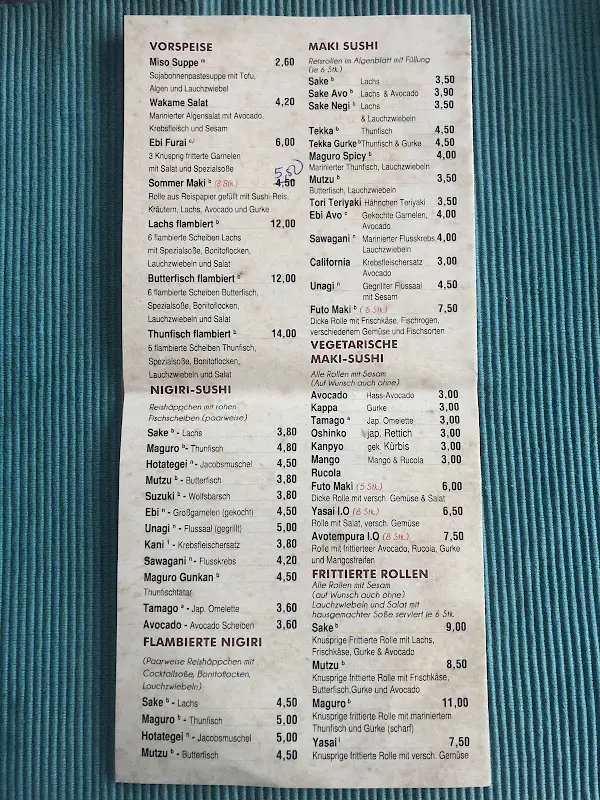 VORSPEISE
Miso Suppe m 2,60
Sojabohnenpastesuppe mit Tofu,
Algen und Lauchzwiebel
Wakame Salat 4,20
Marinierter Algensalat mit Avocado,
Krebsfleisch und Sesam
Ebi Furai 6,00
3 Knusprig frittierte Garnelen
mit Salat und Spezialsoße
5,50
Sommer Maki b (8 Stk.) 4,50
Rolle aus Reispapier gefüllt mit Sushi-Reis,
Kräutern, Lachs, Avocado und Gurke
Lachs flambiert b 12,00
6 flambierte Scheiben Lachs
mit Spezialsoße, Bonitoflocken,
Lauchzwiebeln und Salat
Butterfisch flambiert b 12,00
6 flambierte Scheiben Butterfisch,
Spezialsoße, Bonitoflocken,
Lauchzwiebeln und Salat
Thunfisch flambiert b 14,00
6 flambierte Scheiben Thunfisch,
Spezialsoße, Bonitoflocken,
Lauchzwiebeln und Salat
NIGIRI-SUSHI
Reishäppchen mit rohen
Fischscheiben (paarweise)
Sake b - Lachs 3,80
Maguro b - Thunfisch 4,80
Hotategei n - Jacobsmuschel 4,50
Mutzu b - Butterfisch 3,80
Suzuki b - Wolfsbarsch 3,80
Ebi n - Großgarnelen (gekocht) 4,50
Unagi n - Flussaal (gegrillt) 5,00
Kani 1 - Krebsfleischersatz 3,80
Sawagani n - Flusskrebs 4,20
Maguro Gunkan b 4,50
Thunfischtatar
Tamago a - Jap. Omelette 3,60
Avocado - Avocado Scheiben 3,60
FLAMBIERTE NIGIRI
(Paarweise Reishäppchen mit
Cocktailsoße, Bonitoflocken,
Lauchzwiebeln)
Sake b - Lachs 4,50
Maguro b - Thunfisch 5,00
Hotategei n - Jacobsmuschel 5,00
Mutzu b - Butterfisch 4,50
MAKI SUSHI
Reisrollen im Algenblatt mit Füllung
(je 6 Stk.)
Sake b Lachs 3,50
Sake Avo b Lachs & Avocado 3,90
Sake Negi b Lachs 3,50
& Lauchzwiebeln
Tekka b Thunfisch 4,50
Tekka Gurke b Thunfisch & Gurke 4,50
Maguro Spicy b 4,00
Marinierter Thunfisch, Lauchzwiebeln
Mutzu b 3,50
Butterfisch, Lauchzwiebeln
Tori Teriyaki Hähnchen Teriyaki 3,50
Ebi Avo Gekochte Garnelen, 4,00
Avocado
Sawagani n Marinierter Flusskrebs 4,00
Lauchzwiebeln
California Krebsfleischersatz 3,00
Avocado
Unagi n Gegrillter Flussaal 4,50
mit Sesam
Futo Maki b (5 Stk.) 7,50
Dicke Rolle mit Frischkäse, Fischrogen,
verschiedenem Gemüse und Fischsorten
VEGETARISCHE
MAKI-SUSHI
Alle Rollen mit Sesam
(Auf Wunsch auch ohne)
Avocado Hass-Avocado 3,00
Kappa Gurke 3,00
Tamago a Jap. Omelette 3,00
Oshinko jap. Rettich 3,00
Kanpyo gek. Kürbis 3,00
Mango Mango & Rucola 3,00
Rucola
Futo Maki (5 Stk.) 6,00
Dicke Rolle mit versch. Gemüse & Salat
Yasai I.O (8 Stk.) 6,50
Rolle mit Salat, versch. Gemüse
Avotempura I.O (8 Stk.) 7,50
Rolle mit frittierteer Avocado, Rucola, Gurke
und Mangostreifen
FRITTIERTE ROLLEN
Alle Rollen mit Sesam
(auf Wunsch auch ohne)
Lauchzwiebeln und Salat mit
hausgemachter Soße serviert je 6 Stk.
Sake b 9,00
Knusprige Frittierte Rolle mit Lachs,
Frischkäse, Gurke & Avocado
Mutzu b 8,50
Knusprige frittierte Rolle mit Frischkäse,
Butterfisch,Gurke und Avocado
Maguro b 11,00
Knusprige frittierte Rolle mit mariniertem
Thunfisch und Gurke (scharf)
Yasai 7,50
Knusprige frittierte Rolle mit versch. Gemüse